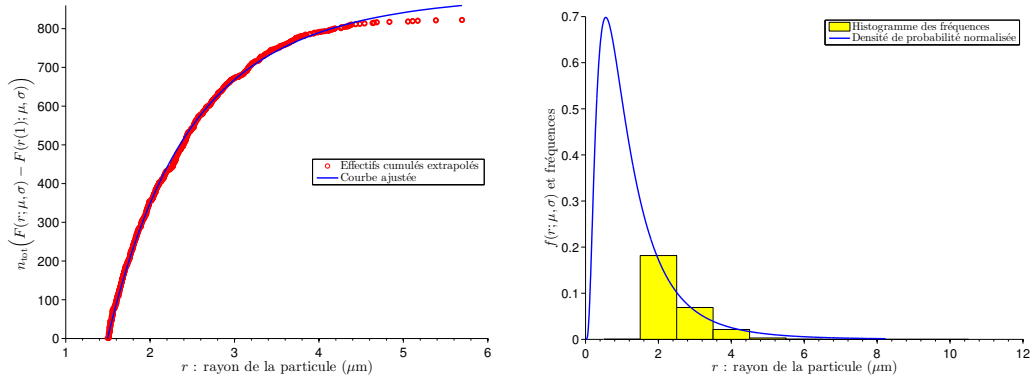 800
700
600
500
400
300
200
100
0
1 2 3 4 5 6
n_tot(F(r; μ, σ) − F(r(1); μ, σ))
r : rayon de la particule (μm)
Effectifs cumulés extrapolés
Courbe ajustée
0.7
0.6
0.5
0.4
0.3
0.2
0.1
0
0 2 4 6 8 10 12
f(r; μ, σ) et fréquences
r : rayon de la particule (μm)
Histogramme des fréquences
Densité de probabilité normalisée